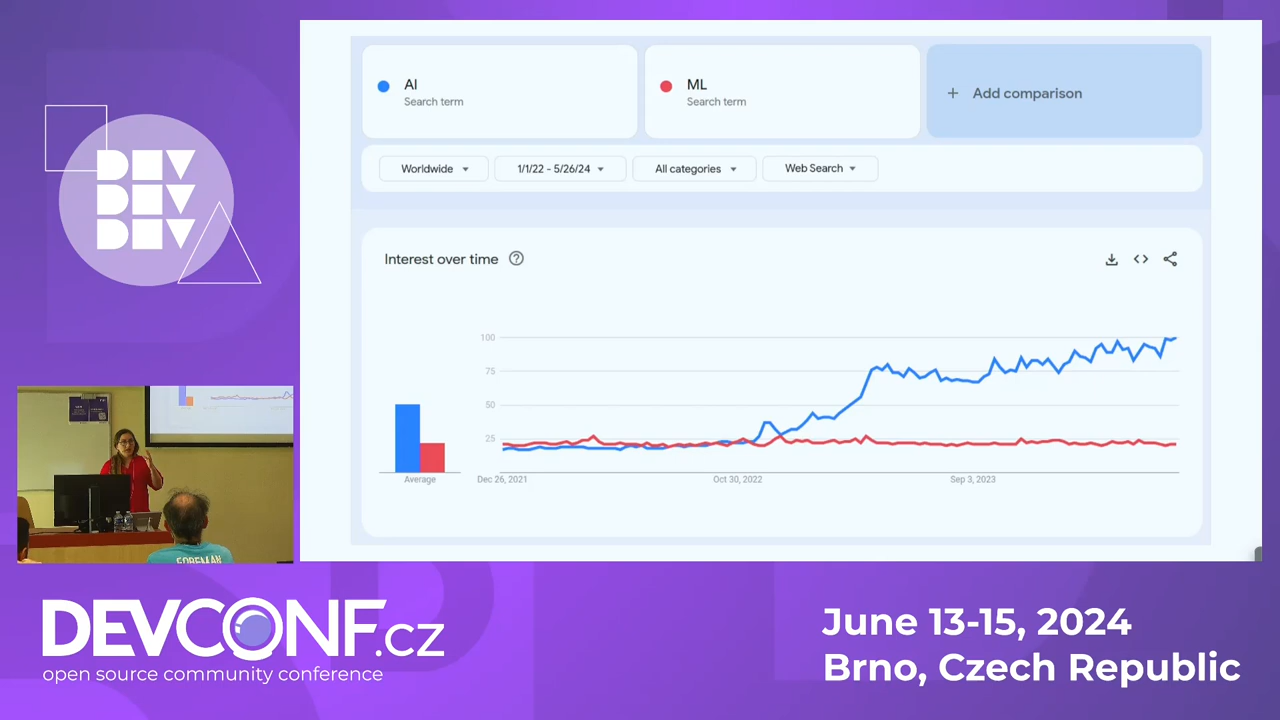 DEV
DEV
DEV
AI
Search term
ML
Search term
+ Add comparison
Worldwide
1/1/22 - 5/26/24
All categories
Web Search
Interest over time
100
75
50
25
Average
Dec 26, 2021
Oct 30, 2022
Sep 3, 2023
FOREMAN
DEVCONF.cz
open source community conference
June 13-15, 2024
Brno, Czech Republic